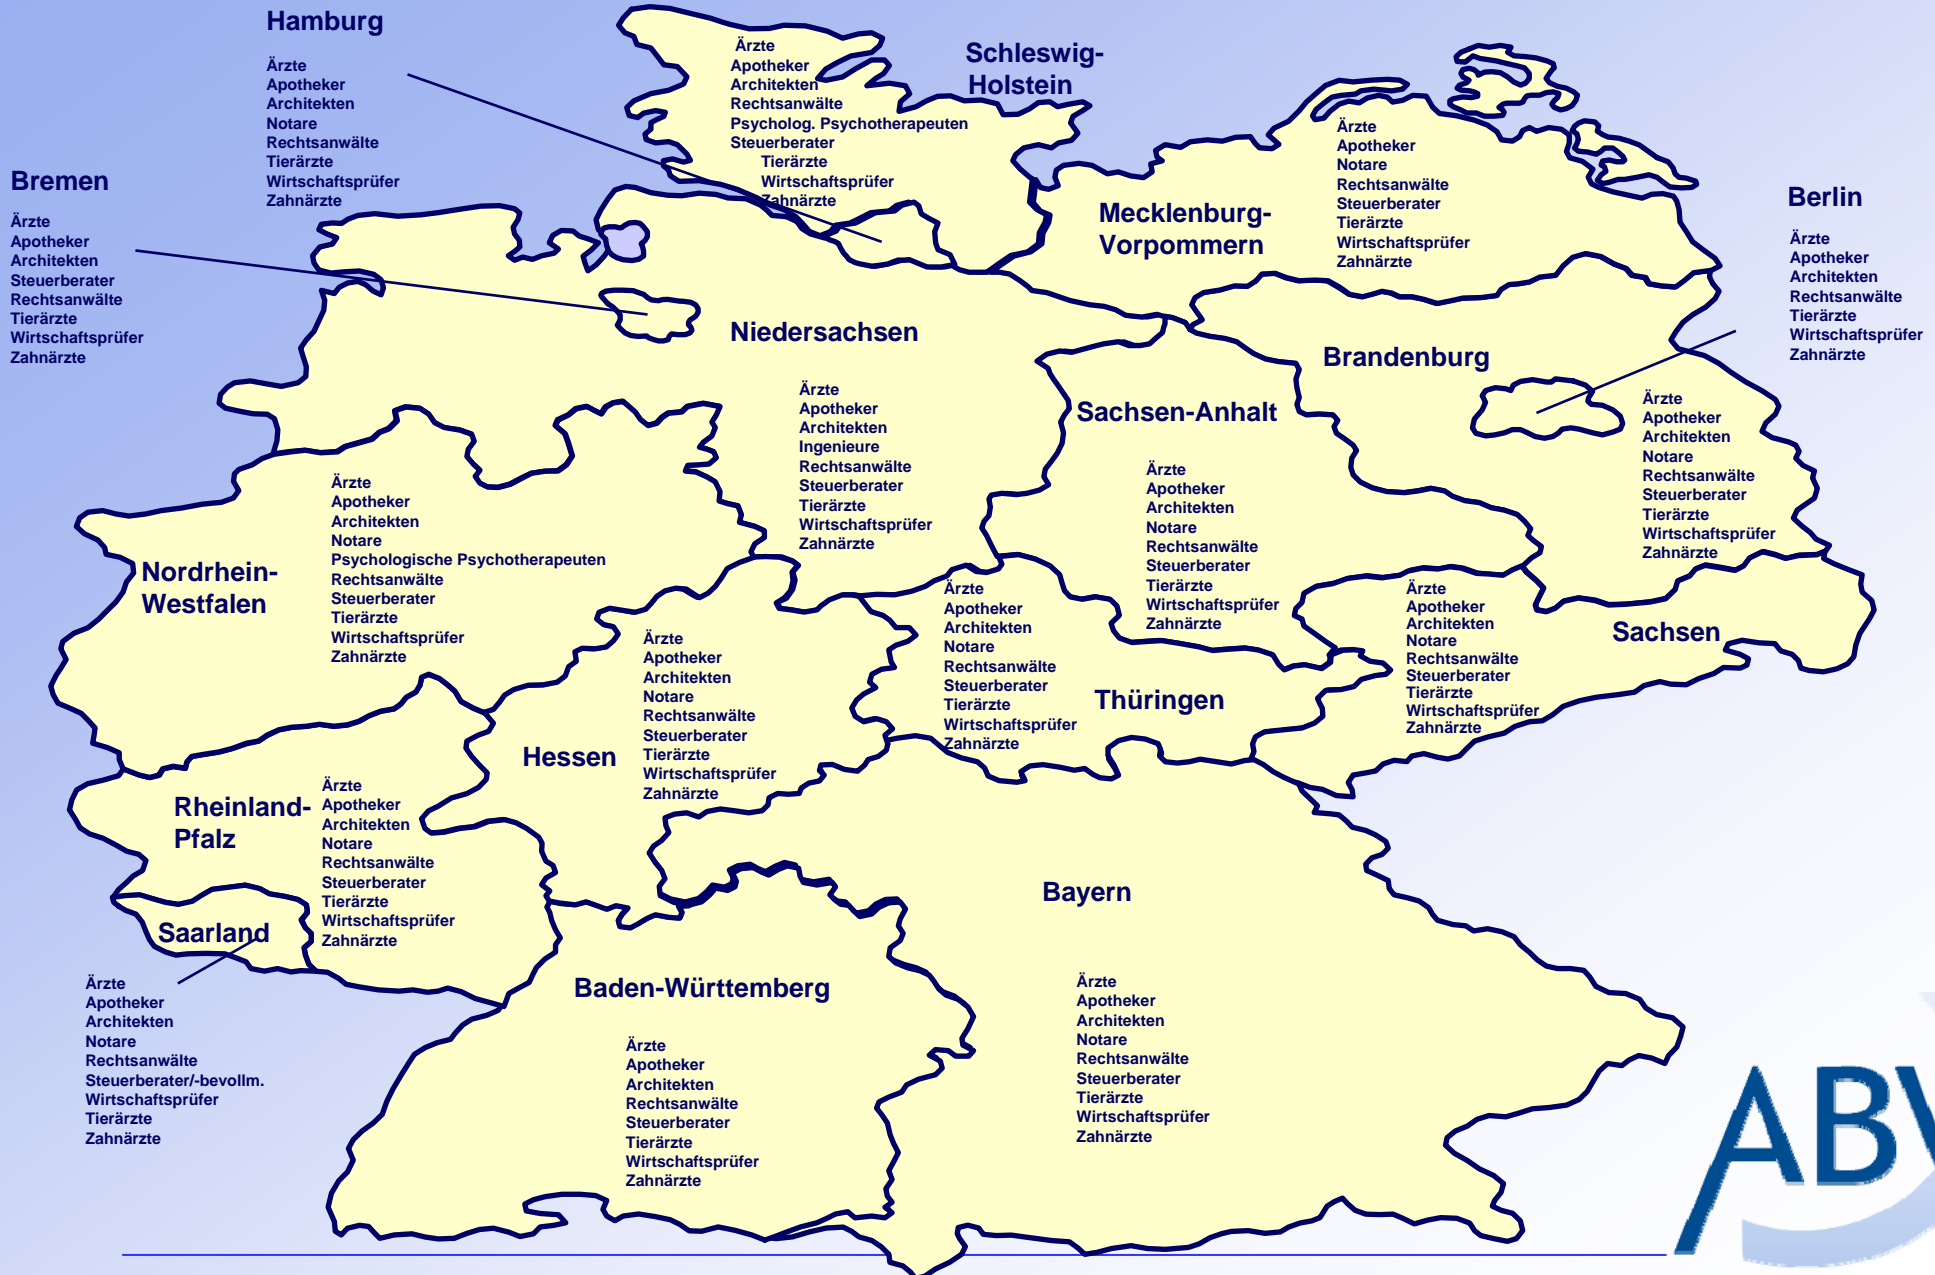 Hamburg
Ärzte
Apotheker
Architekten
Notare
Rechtsanwälte
Tierärzte
Wirtschaftsprüfer
Zahnärzte
Ärzte
Apotheker
Architekten
Rechtsanwälte
Psycholog. Psychotherapeuten
Steuerberater
Tierärzte
Wirtschaftsprüfer
Zahnärzte
Schleswig-
Holstein
Bremen
Ärzte
Apotheker
Architekten
Steuerberater
Rechtsanwälte
Tierärzte
Wirtschaftsprüfer
Zahnärzte
Mecklenburg-
Vorpommern
Ärzte
Apotheker
Notare
Rechtsanwälte
Steuerberater
Tierärzte
Wirtschaftsprüfer
Zahnärzte
Berlin
Ärzte
Apotheker
Architekten
Rechtsanwälte
Tierärzte
Wirtschaftsprüfer
Zahnärzte
Niedersachsen
Ärzte
Apotheker
Architekten
Ingenieure
Rechtsanwälte
Steuerberater
Tierärzte
Wirtschaftsprüfer
Zahnärzte
Sachsen-Anhalt
Ärzte
Apotheker
Architekten
Notare
Rechtsanwälte
Steuerberater
Tierärzte
Wirtschaftsprüfer
Zahnärzte
Brandenburg
Ärzte
Apotheker
Architekten
Notare
Rechtsanwälte
Steuerberater
Tierärzte
Wirtschaftsprüfer
Zahnärzte
Nordrhein-
Westfalen
Ärzte
Apotheker
Architekten
Notare
Psychologische Psychotherapeuten
Rechtsanwälte
Steuerberater
Tierärzte
Wirtschaftsprüfer
Zahnärzte
Hessen
Ärzte
Apotheker
Architekten
Notare
Rechtsanwälte
Steuerberater
Tierärzte
Wirtschaftsprüfer
Zahnärzte
Ärzte
Apotheker
Architekten
Notare
Rechtsanwälte
Steuerberater
Tierärzte
Wirtschaftsprüfer
Zahnärzte
Thüringen
Ärzte
Apotheker
Architekten
Notare
Rechtsanwälte
Steuerberater
Tierärzte
Wirtschaftsprüfer
Zahnärzte
Sachsen
Rheinland-
Pfalz
Ärzte
Apotheker
Architekten
Notare
Rechtsanwälte
Steuerberater
Tierärzte
Wirtschaftsprüfer
Zahnärzte
Saarland
Ärzte
Apotheker
Architekten
Notare
Rechtsanwälte
Steuerberater/-bevollm.
Wirtschaftsprüfer
Tierärzte
Zahnärzte
Baden-Württemberg
Ärzte
Apotheker
Architekten
Rechtsanwälte
Steuerberater
Tierärzte
Wirtschaftsprüfer
Zahnärzte
Bayern
Ärzte
Apotheker
Architekten
Notare
Rechtsanwälte
Steuerberater
Tierärzte
Wirtschaftsprüfer
Zahnärzte
ABV